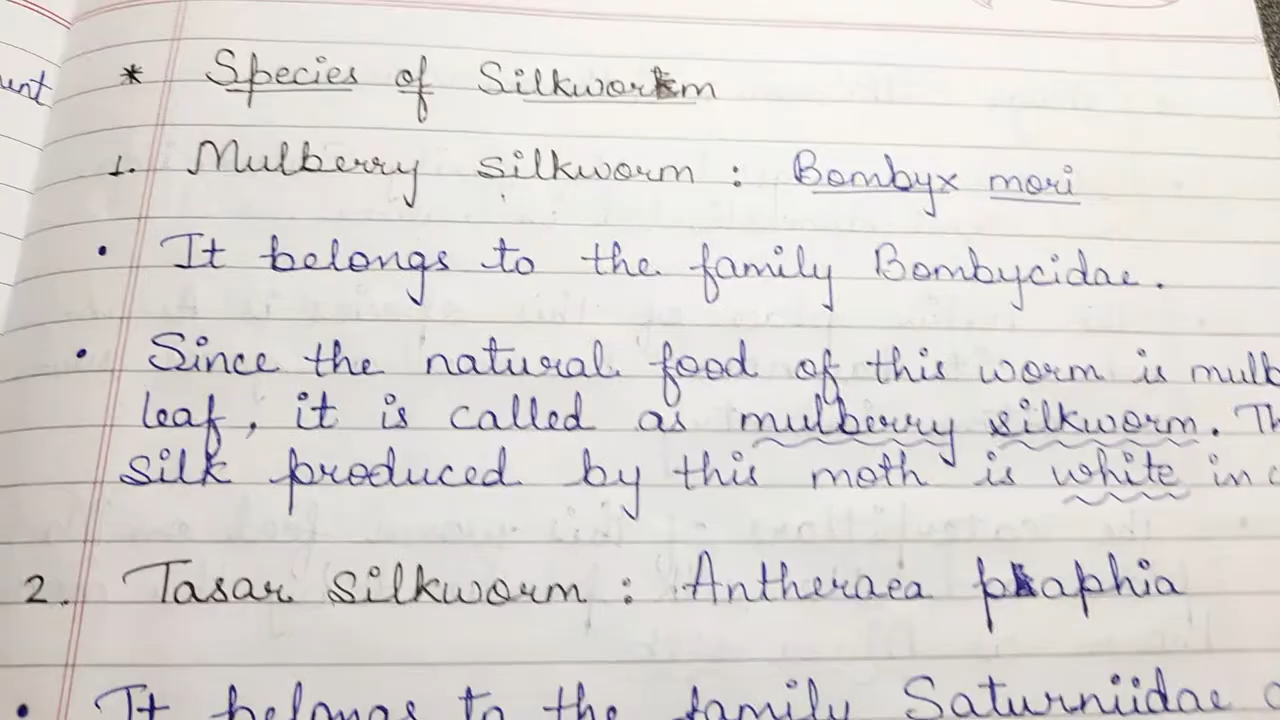 unt
* Species of Silkworm
1. Mulberry silkworm : Bombyx mori
• It belongs to the family Bombycidae.
• Since the natural food of this worm is mulb
leaf, it is called as mulberry silkworm. Th
silk produced by this moth is white in c
2. Tasar silkworm : Antheraea paphia
• It belongs to the family Saturniidae